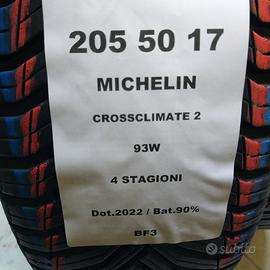 205 50 17
MICHELIN
CROSSCLIMATE 2
93W
4 STAGIONI
Dot.2022 / Bat.90%
BF3
subito